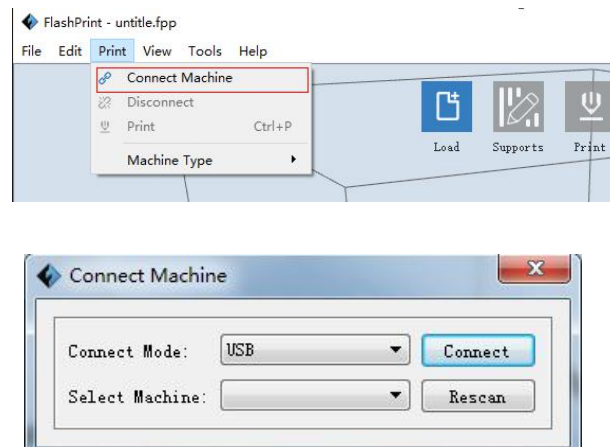 FlashPrint - untitle.fpp
File Edit Print View Tools Help
Connect Machine
Disconnect
Print Ctrl+P
Machine Type
Load Supports Print
Connect Machine
Connect Mode: USB Connect
Select Machine: Rescan